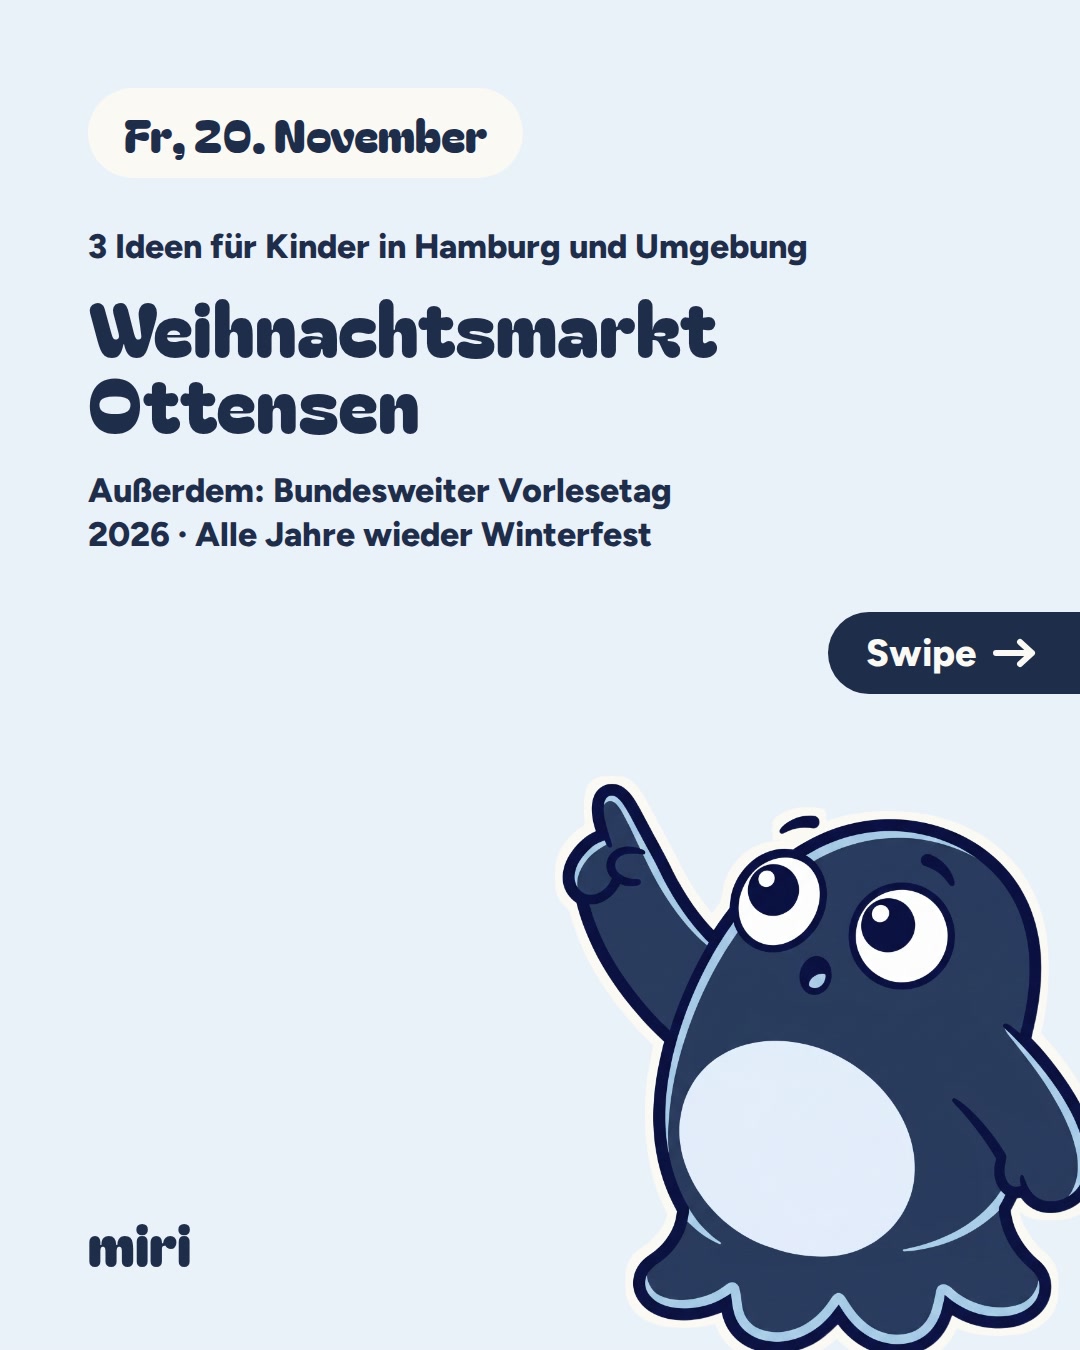 Fr, 20. November
3 Ideen für Kinder in Hamburg und Umgebung
Weihnachtsmarkt
Ottensen
Außerdem: Bundesweiter Vorlesetag
2026 · Alle Jahre wieder Winterfest
Swipe →
miri